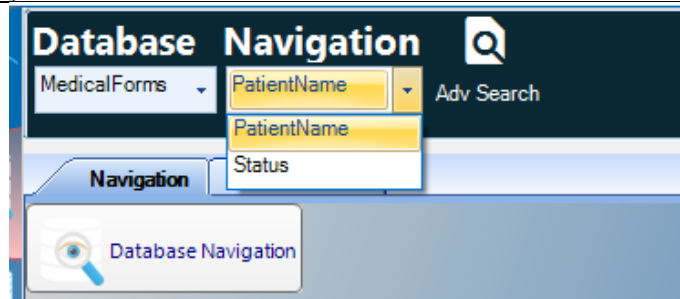 Database Navigation
MedicalForms PatientName Adv Search
PatientName
Status
Navigation
Database Navigation